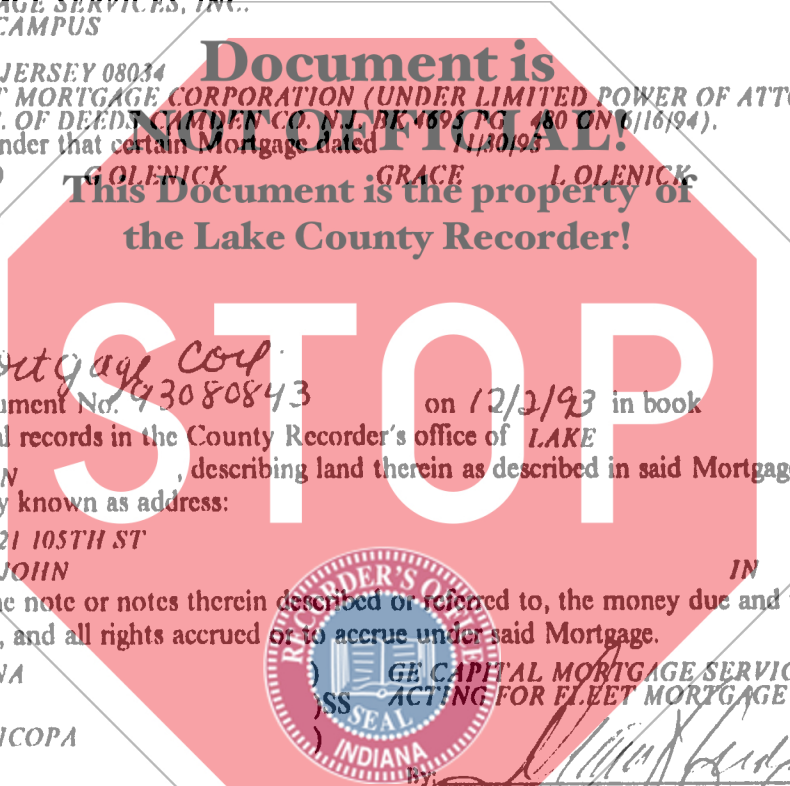 AGE SERVICES, INC..
CAMPUS
JERSEY 08034
Document is
T MORTGAGE CORPORATION (UNDER LIMITED POWER OF ATTO
. OF DEEDS CAMDEN CO. N.J. BK 4696 PG 480 ON 6/16/94).
NOT OFFICIAL!
nder that certain Mortgage dated 11/30/93
G OLENICK GRACE L OLENICK
This Document is the property of
the Lake County Recorder!
STOP
ortgage Corp.
ument No. 93080843 on 12/2/93 in book
l records in the County Recorder's office of LAKE
N , describing land therein as described in said Mortgage
y known as address:
21 105TH ST
JOHN IN
he note or notes therein described or referred to, the money due and
, and all rights accrued or to accrue under said Mortgage.
NA ) GE CAPITAL MORTGAGE SERVIC
)SS ACTING FOR FLEET MORTGAGE
ICOPA )
By:
RECORDER'S OFFICE
SEAL
INDIANA